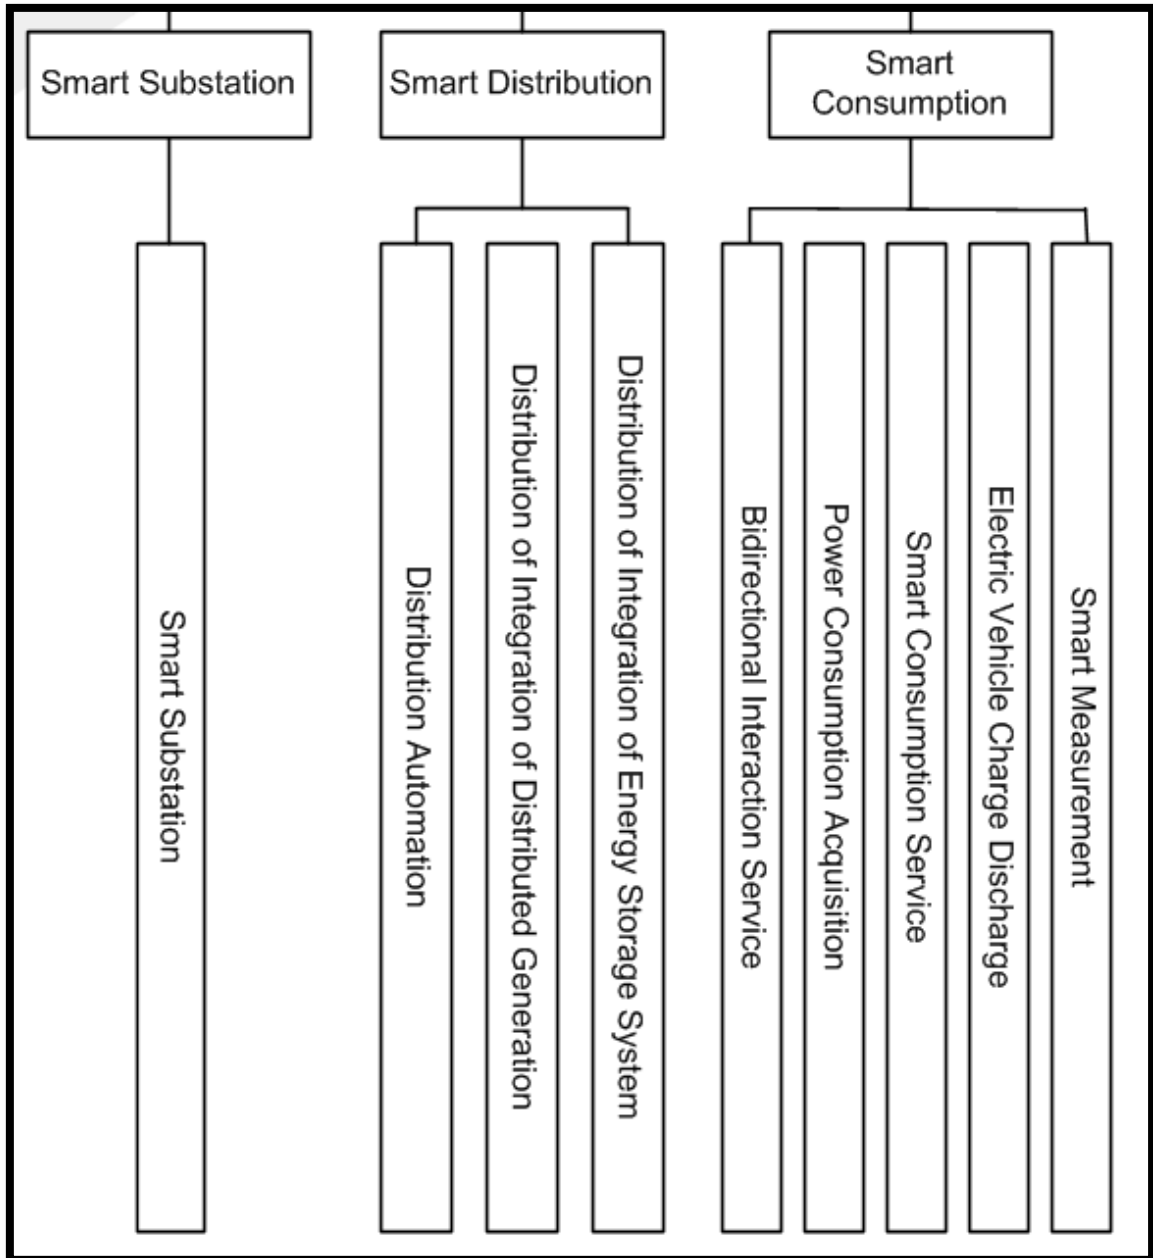 Smart Substation
Smart Distribution
Smart
Consumption
Smart Substation
Distribution Automation
Distribution of Integration of Distributed Generation
Distribution of Integration of Energy Storage System
Bidirectional Interaction Service
Power Consumption Acquisition
Smart Consumption Service
Electric Vehicle Charge Discharge
Smart Measurement